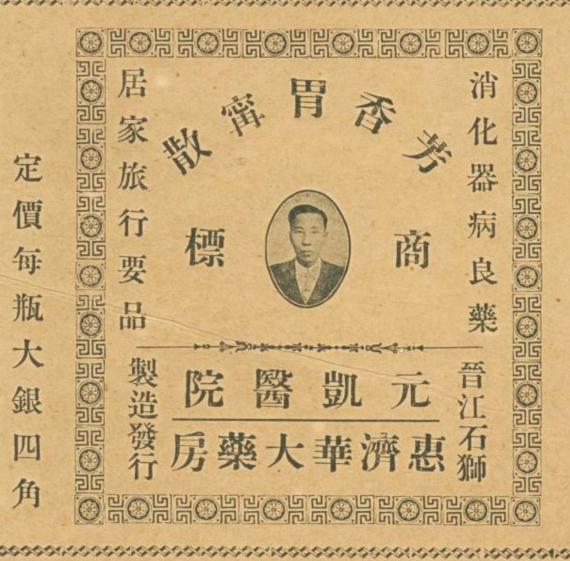 消化器病良藥
芳香胃甯散
商標
居家旅行要品
晉江石獅
元凱醫院
惠濟華大藥房
製造發行
定價每瓶大銀四角